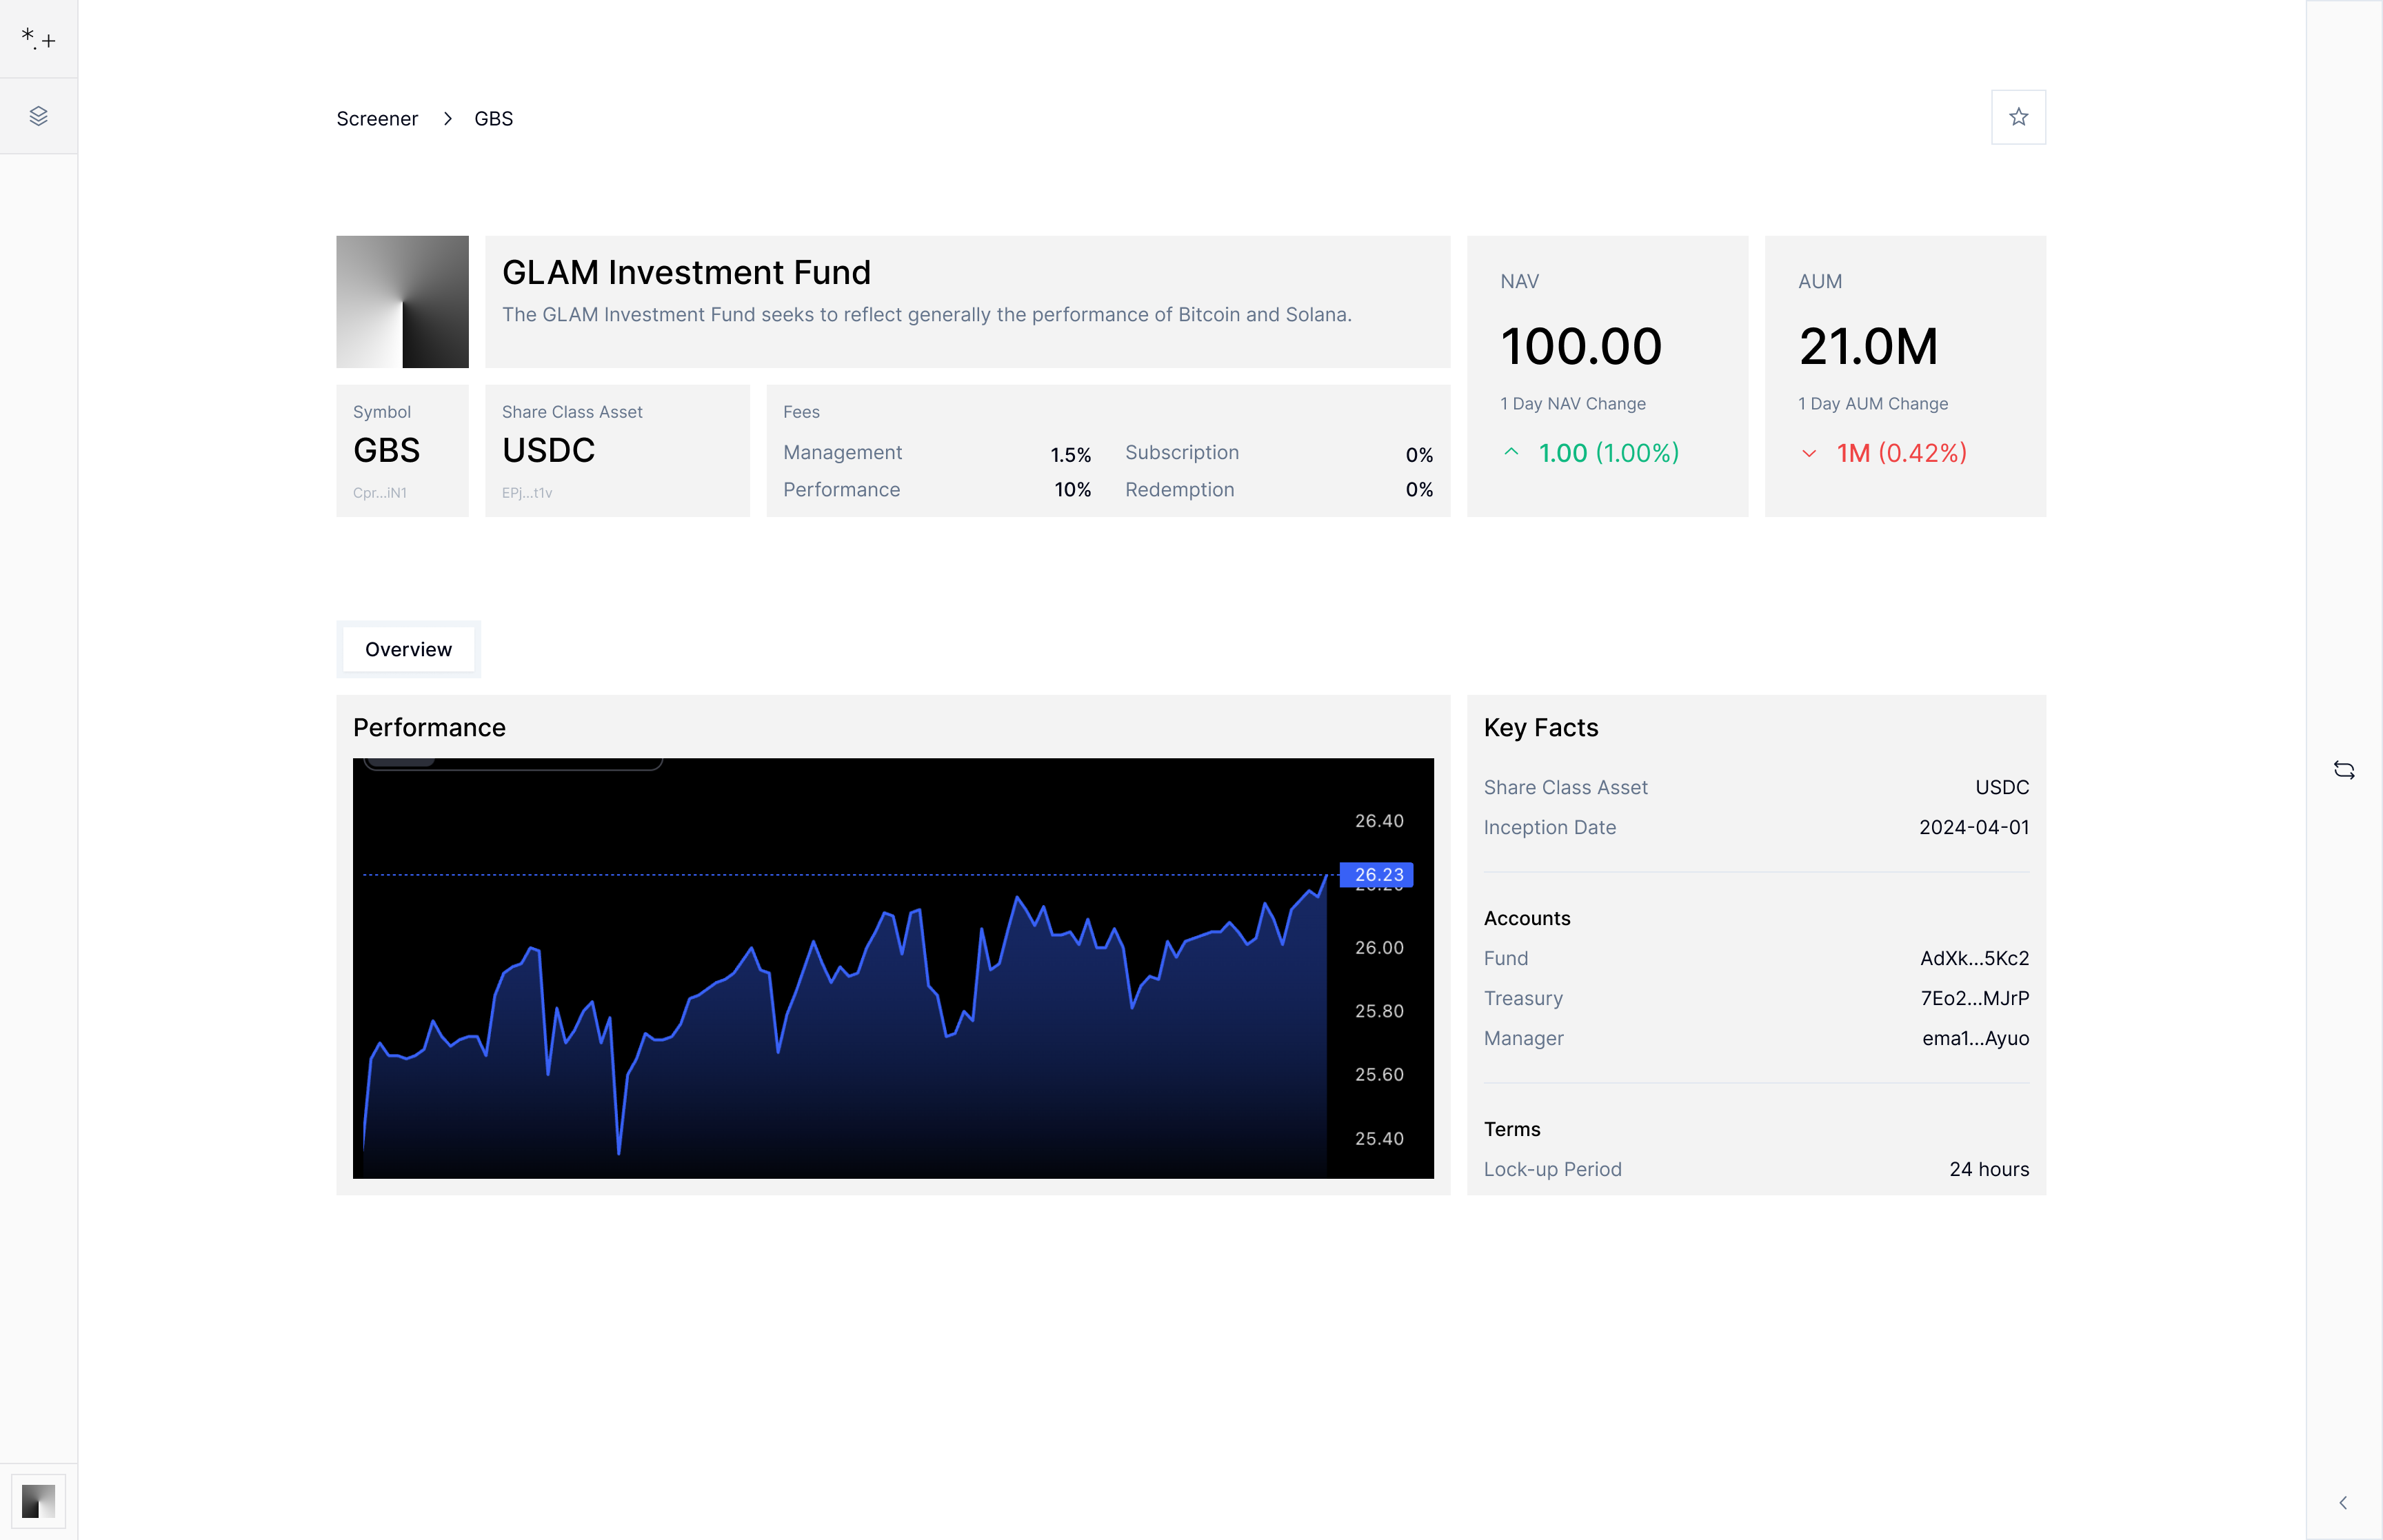 *.+
Screener > GBS
GLAM Investment Fund
The GLAM Investment Fund seeks to reflect generally the performance of Bitcoin and Solana.
NAV
100.00
1 Day NAV Change
1.00 (1.00%)
AUM
21.0M
1 Day AUM Change
1M (0.42%)
Symbol
GBS
Cpr...iN1
Share Class Asset
USDC
EPj...t1v
Fees
Management 1.5% Subscription 0%
Performance 10% Redemption 0%
Overview
Performance
26.40
26.23
26.00
25.80
25.60
25.40
Key Facts
Share Class Asset USDC
Inception Date 2024-04-01
Accounts
Fund AdXk...5Kc2
Treasury 7Eo2...MJrP
Manager ema1...Ayuo
Terms
Lock-up Period 24 hours